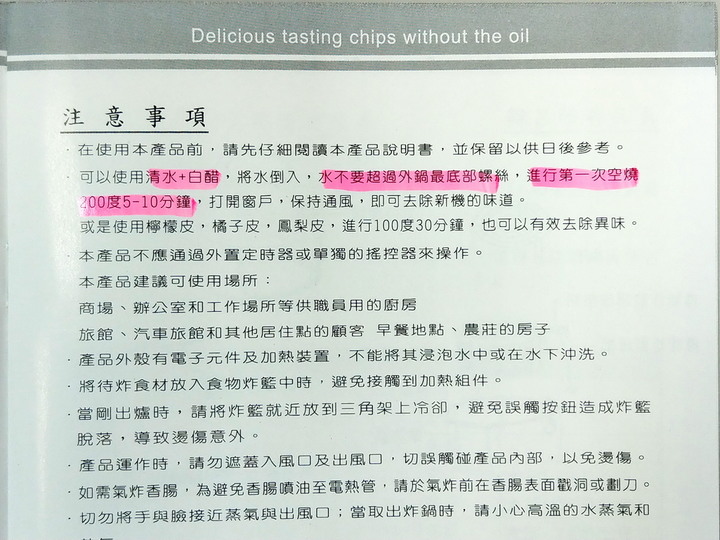 Delicious tasting chips without the oil
注意事項
·在使用本產品前，請先仔細閱讀本產品說明書，並保留以供日後參考。
·可以使用清水+白醋，將水倒入，水不要超過外鍋最底部螺絲，進行第一次空燒
200度5-10分鐘，打開窗戶，保持通風，即可去除新機的味道。
或是使用檸檬皮，橘子皮，鳳梨皮，進行100度30分鐘，也可以有效去除異味。
·本產品不應通過外置定時器或單獨的搖控器來操作。
本產品建議可使用場所：
商場、辦公室和工作場所等供職員用的廚房
旅館、汽車旅館和其他居住點的顧客 早餐地點、農莊的房子
·產品外殼有電子元件及加熱裝置，不能將其浸泡水中或在水下沖洗。
·將待炸食材放入食物炸籃中時，避免接觸到加熱組件。
·當剛出爐時，請將炸籃就近放到三角架上冷卻，避免誤觸按鈕造成炸籃
脫落，導致燙傷意外。
·產品運作時，請勿遮蓋入風口及出風口，切誤觸碰產品內部，以免燙傷。
·如需氣炸香腸，為避免香腸噴油至電熱管，請於氣炸前在香腸表面戳洞或劃刀。
·切勿將手與臉接近蒸氣與出風口；當取出炸鍋時，請小心高溫的水蒸氣和